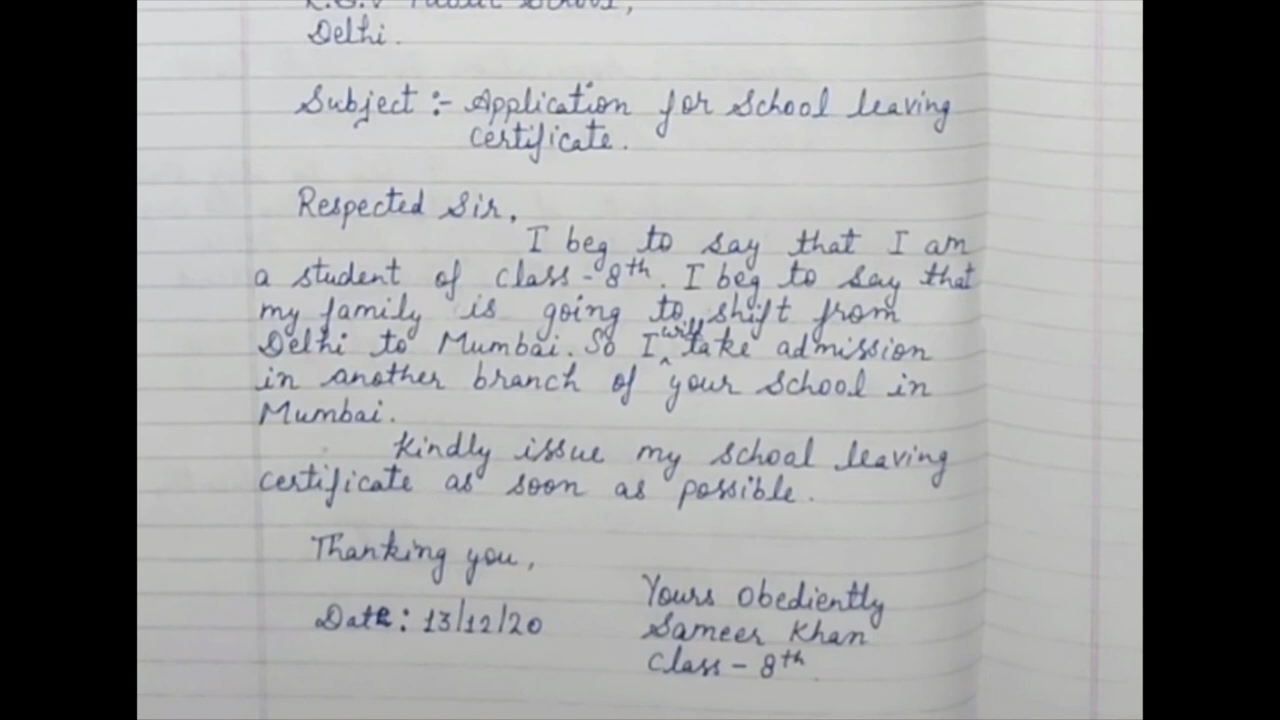 Delhi.
Subject :- Application for School leaving
certificate.
Respected Sir,
I beg to say that I am
a student of class - 8th. I beg to say that
my family is going to shift from
Delhi to Mumbai. So I will take admission
in another branch of your School in
Mumbai.
Kindly issue my school leaving
certificate as soon as possible.
Thanking you,
Yours Obediently
Date : 13/12/20
Sameer Khan
Class - 8th